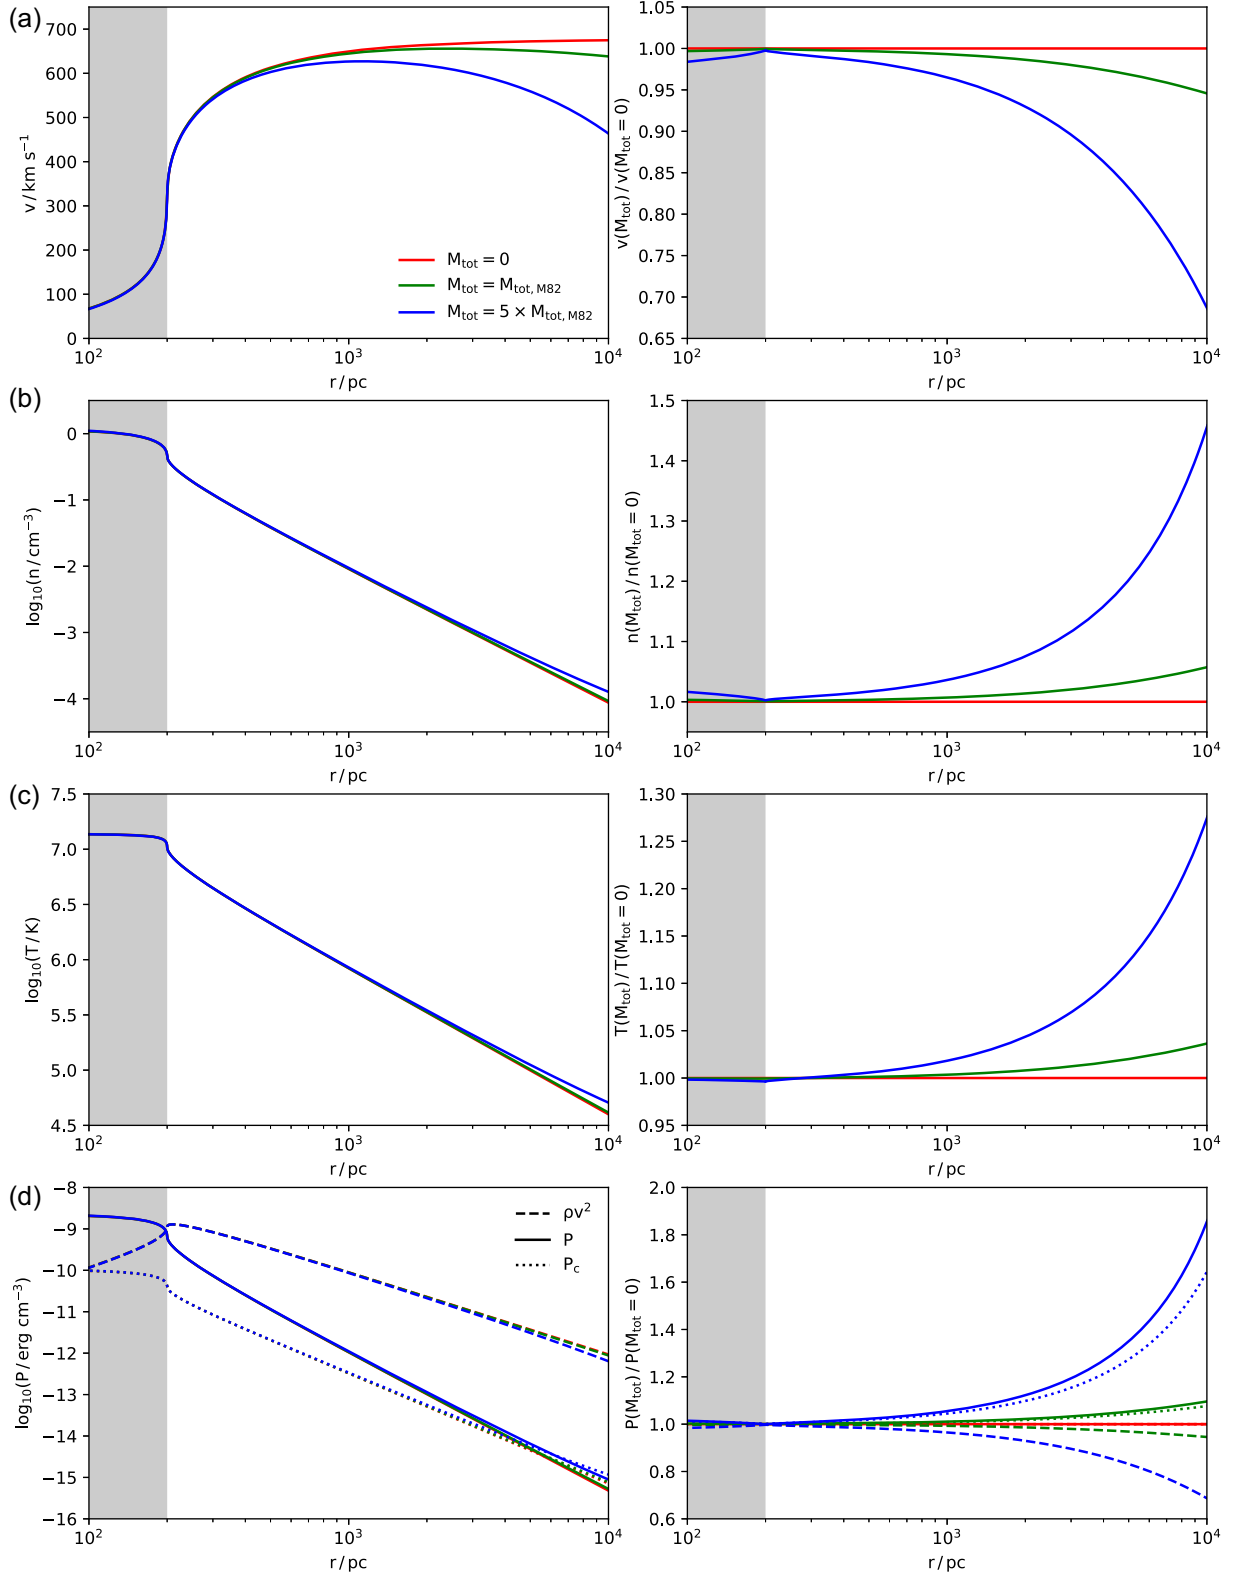 (a)
700
600
500
400
300
200
100
0
v / km s⁻¹
M_tot = 0
M_tot = M_tot, M82
M_tot = 5 × M_tot, M82
10² 10³ 10⁴
r / pc
1.00
0.95
0.90
0.85
0.80
0.75
0.70
0.65
v(M_tot) / v(M_tot = 0)
10² 10³ 10⁴
r / pc
(b)
0
−1
−2
−3
−4
log₁₀(n / cm⁻³)
10² 10³ 10⁴
r / pc
1.5
1.4
1.3
1.2
1.1
1.0
n(M_tot) / n(M_tot = 0)
10² 10³ 10⁴
r / pc
(c)
7.5
7.0
6.5
6.0
5.5
5.0
4.5
log₁₀(T / K)
10² 10³ 10⁴
r / pc
1.30
1.25
1.20
1.15
1.10
1.05
1.00
0.95
T(M_tot) / T(M_tot = 0)
10² 10³ 10⁴
r / pc
(d)
−8
−9
−10
−11
−12
−13
−14
−15
−16
log₁₀(P / erg cm⁻³)
ρv²
P
P_c
10² 10³ 10⁴
r / pc
2.0
1.8
1.6
1.4
1.2
1.0
0.8
0.6
P(M_tot) / P(M_tot = 0)
10² 10³ 10⁴
r / pc